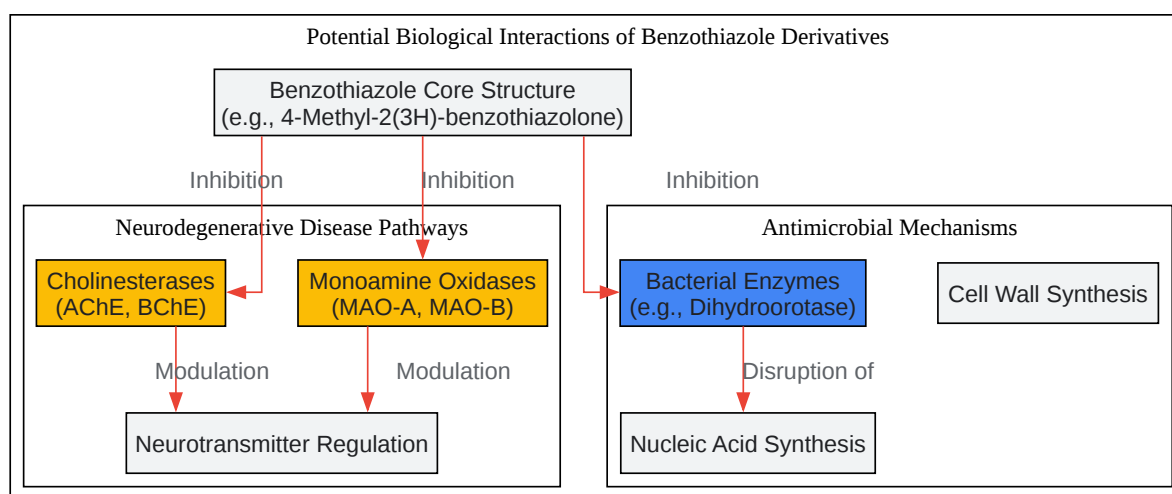 Potential Biological Interactions of Benzothiazole Derivatives
Benzothiazole Core Structure
(e.g., 4-Methyl-2(3H)-benzothiazolone)
Inhibition
Inhibition
Inhibition
Neurodegenerative Disease Pathways
Antimicrobial Mechanisms
Cholinesterases
(AChE, BChE)
Monoamine Oxidases
(MAO-A, MAO-B)
Bacterial Enzymes
(e.g., Dihydroorotase)
Cell Wall Synthesis
Modulation
Modulation
Disruption of
Neurotransmitter Regulation
Nucleic Acid Synthesis